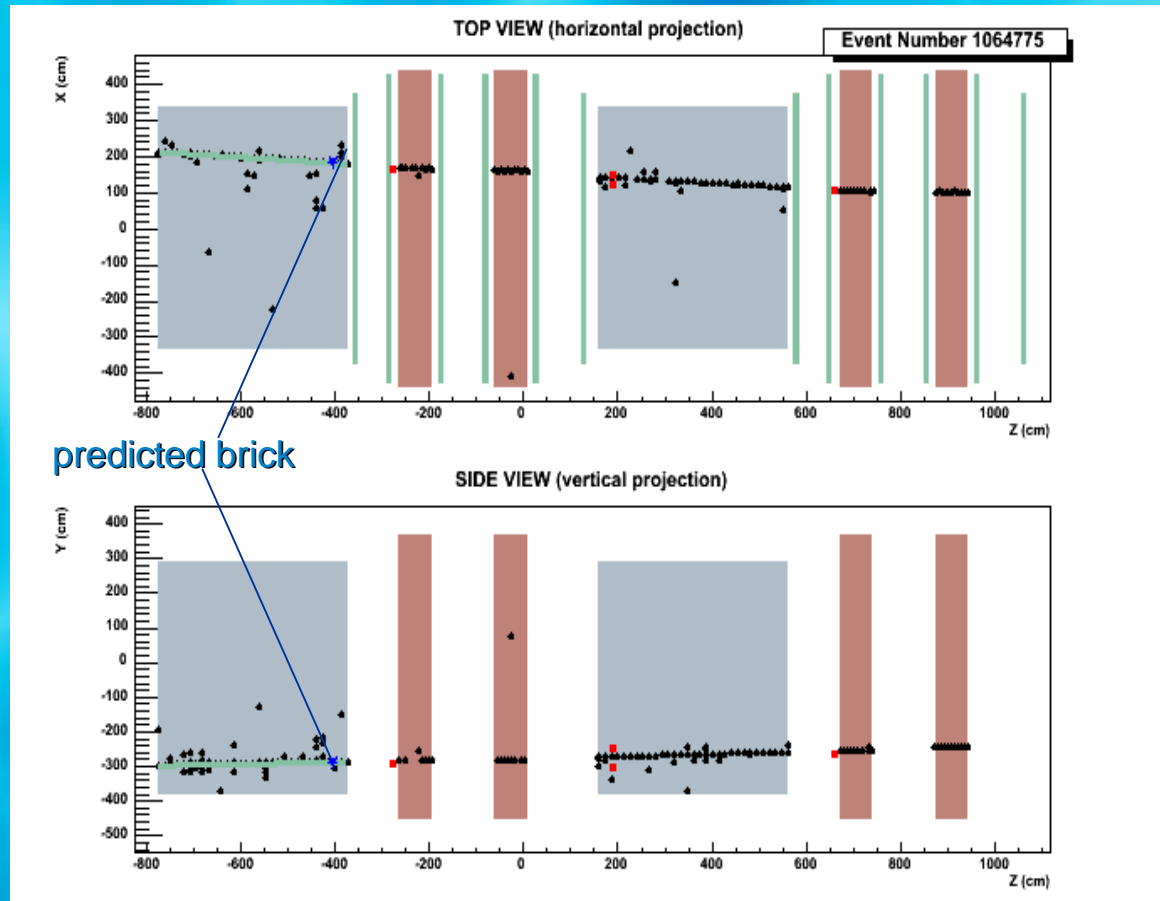 TOP VIEW (horizontal projection)
Event Number 1064775
X (cm)
400
300
200
100
0
-100
-200
-300
-400
-800 -600 -400 -200 0 200 400 600 800 1000
Z (cm)
predicted brick
SIDE VIEW (vertical projection)
Y (cm)
400
300
200
100
0
-100
-200
-300
-400
-500
-800 -600 -400 -200 0 200 400 600 800 1000
Z (cm)